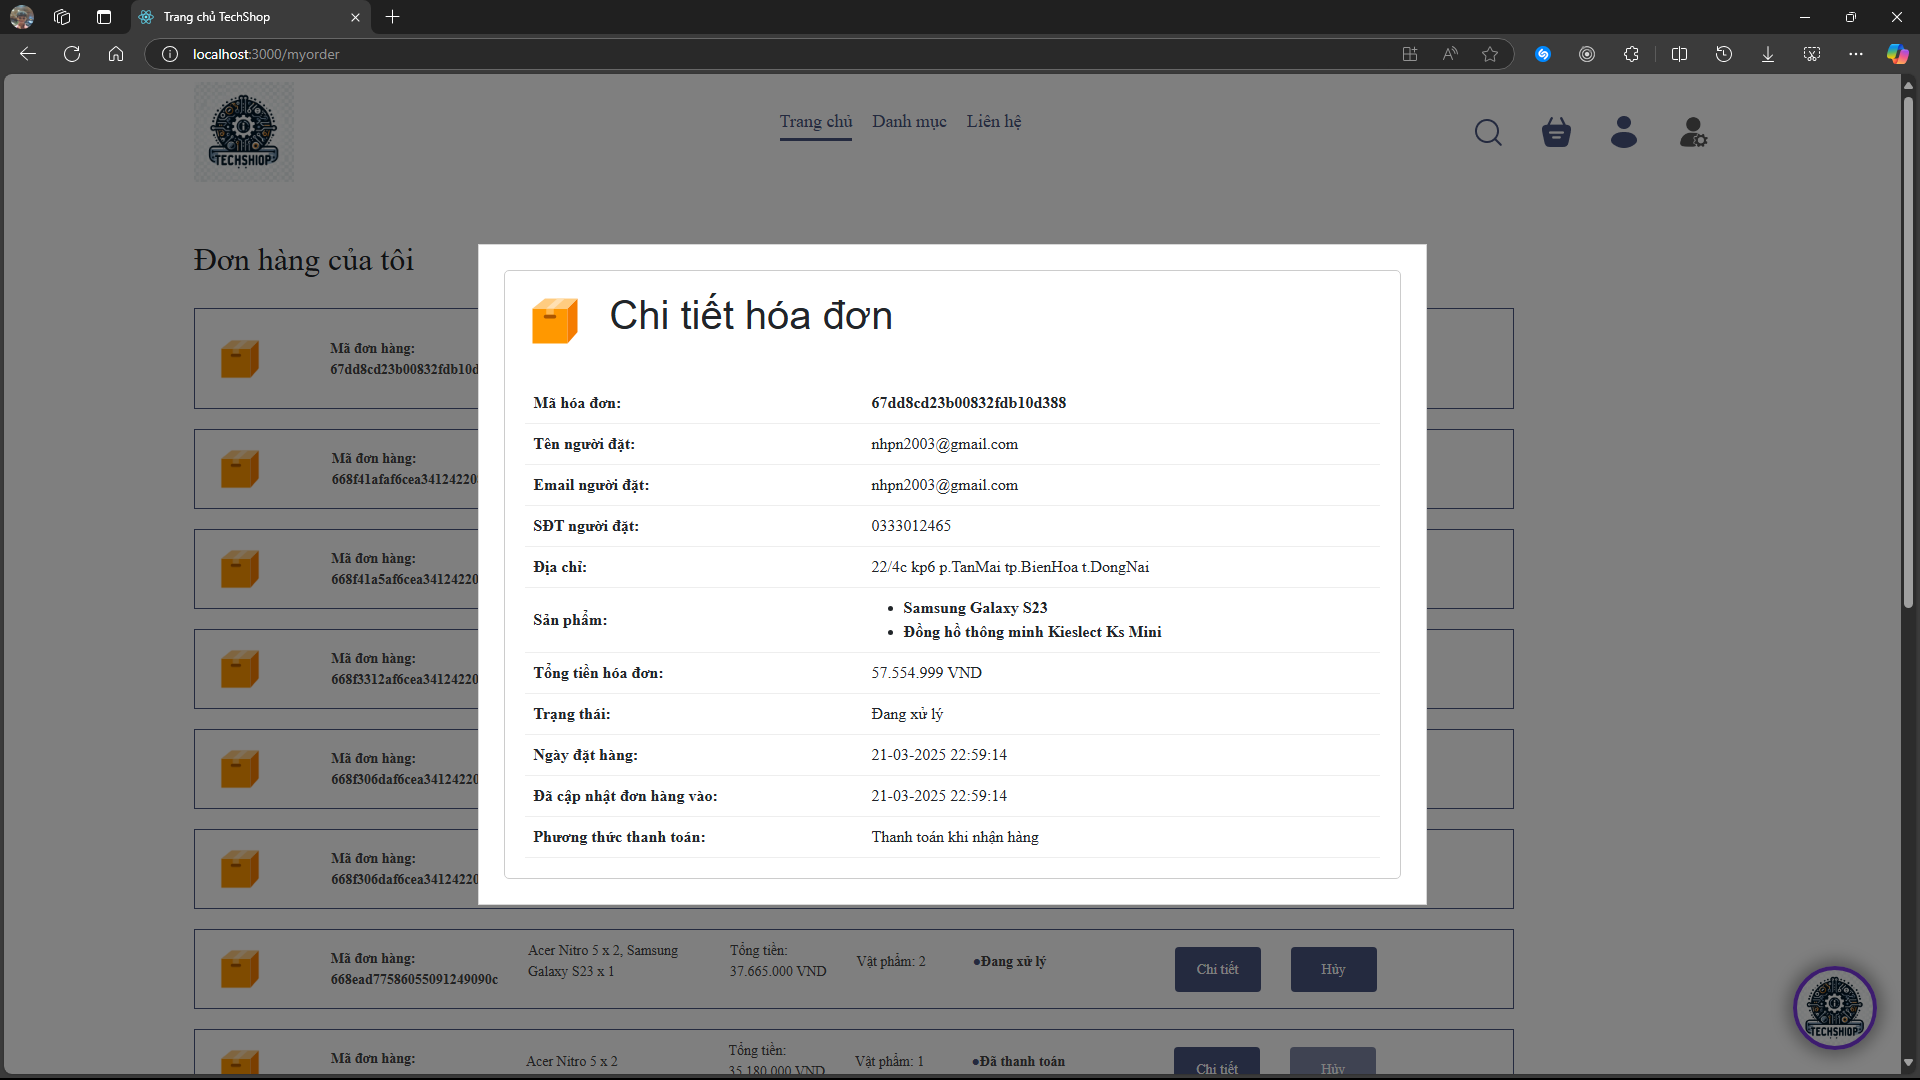 Trang chủ TechShop
localhost:3000/myorder
TECHSHIOP
Trang chủ Danh mục Liên hệ
Đơn hàng của tôi
Chi tiết hóa đơn
Mã hóa đơn: 67dd8cd23b00832fdb10d388
Tên người đặt: nhpn2003@gmail.com
Email người đặt: nhpn2003@gmail.com
SĐT người đặt: 0333012465
Địa chỉ: 22/4c kp6 p.TanMai tp.BienHoa t.DongNai
Sản phẩm:
• Samsung Galaxy S23
• Đồng hồ thông minh Kieslect Ks Mini
Tổng tiền hóa đơn: 57.554.999 VND
Trạng thái: Đang xử lý
Ngày đặt hàng: 21-03-2025 22:59:14
Đã cập nhật đơn hàng vào: 21-03-2025 22:59:14
Phương thức thanh toán: Thanh toán khi nhận hàng
Mã đơn hàng:
67dd8cd23b00832fdb10d
Mã đơn hàng:
668f41afaf6cea34124220
Mã đơn hàng:
668f41a5af6cea34124220
Mã đơn hàng:
668f3312af6cea34124220
Mã đơn hàng:
668f306daf6cea34124220
Mã đơn hàng:
668f306daf6cea34124220
Mã đơn hàng:
668ead77586055091249090c
Acer Nitro 5 x 2, Samsung
Galaxy S23 x 1
Tổng tiền:
37.665.000 VND
Vật phẩm: 2
●Đang xử lý
Chi tiết
Hủy
Mã đơn hàng:
Acer Nitro 5 x 2
Tổng tiền:
35.180.000 VND
Vật phẩm: 1
●Đã thanh toán
Chi tiết
Hủy
TECHSHIOP